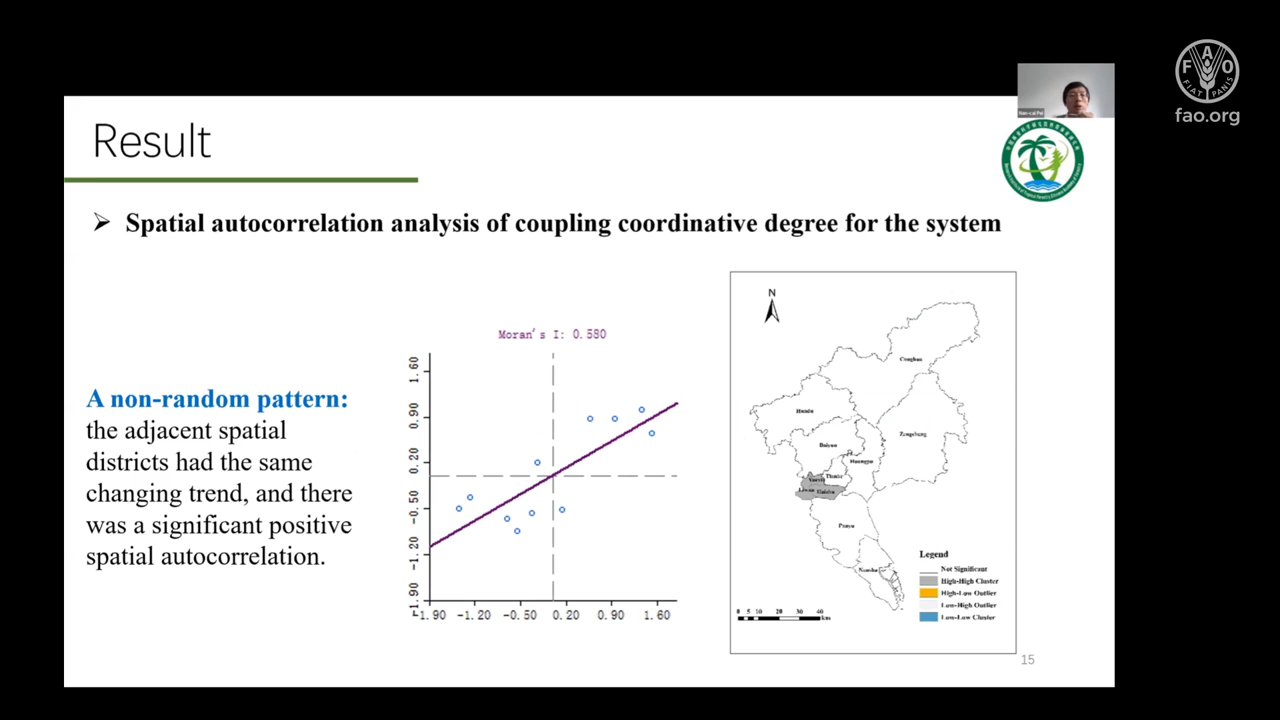 FAO
FIAT PANIS
fao.org
Result
➢ Spatial autocorrelation analysis of coupling coordinative degree for the system
Moran's I: 0.580
A non-random pattern:
the adjacent spatial
districts had the same
changing trend, and there
was a significant positive
spatial autocorrelation.
1.60
0.90
0.20
-0.50
-1.20
-1.90
-1.90 -1.20 -0.50 0.20 0.90 1.60
N
Conghua
Huadu
Zengcheng
Baiyun
Huangpu
Tianhe
Yuexiu
Liwan Haizhu
Panyu
Nansha
Legend
Not Significant
High-High Cluster
High-Low Outlier
Low-High Outlier
Low-Low Cluster
0 5 10 20 30 40
km
15